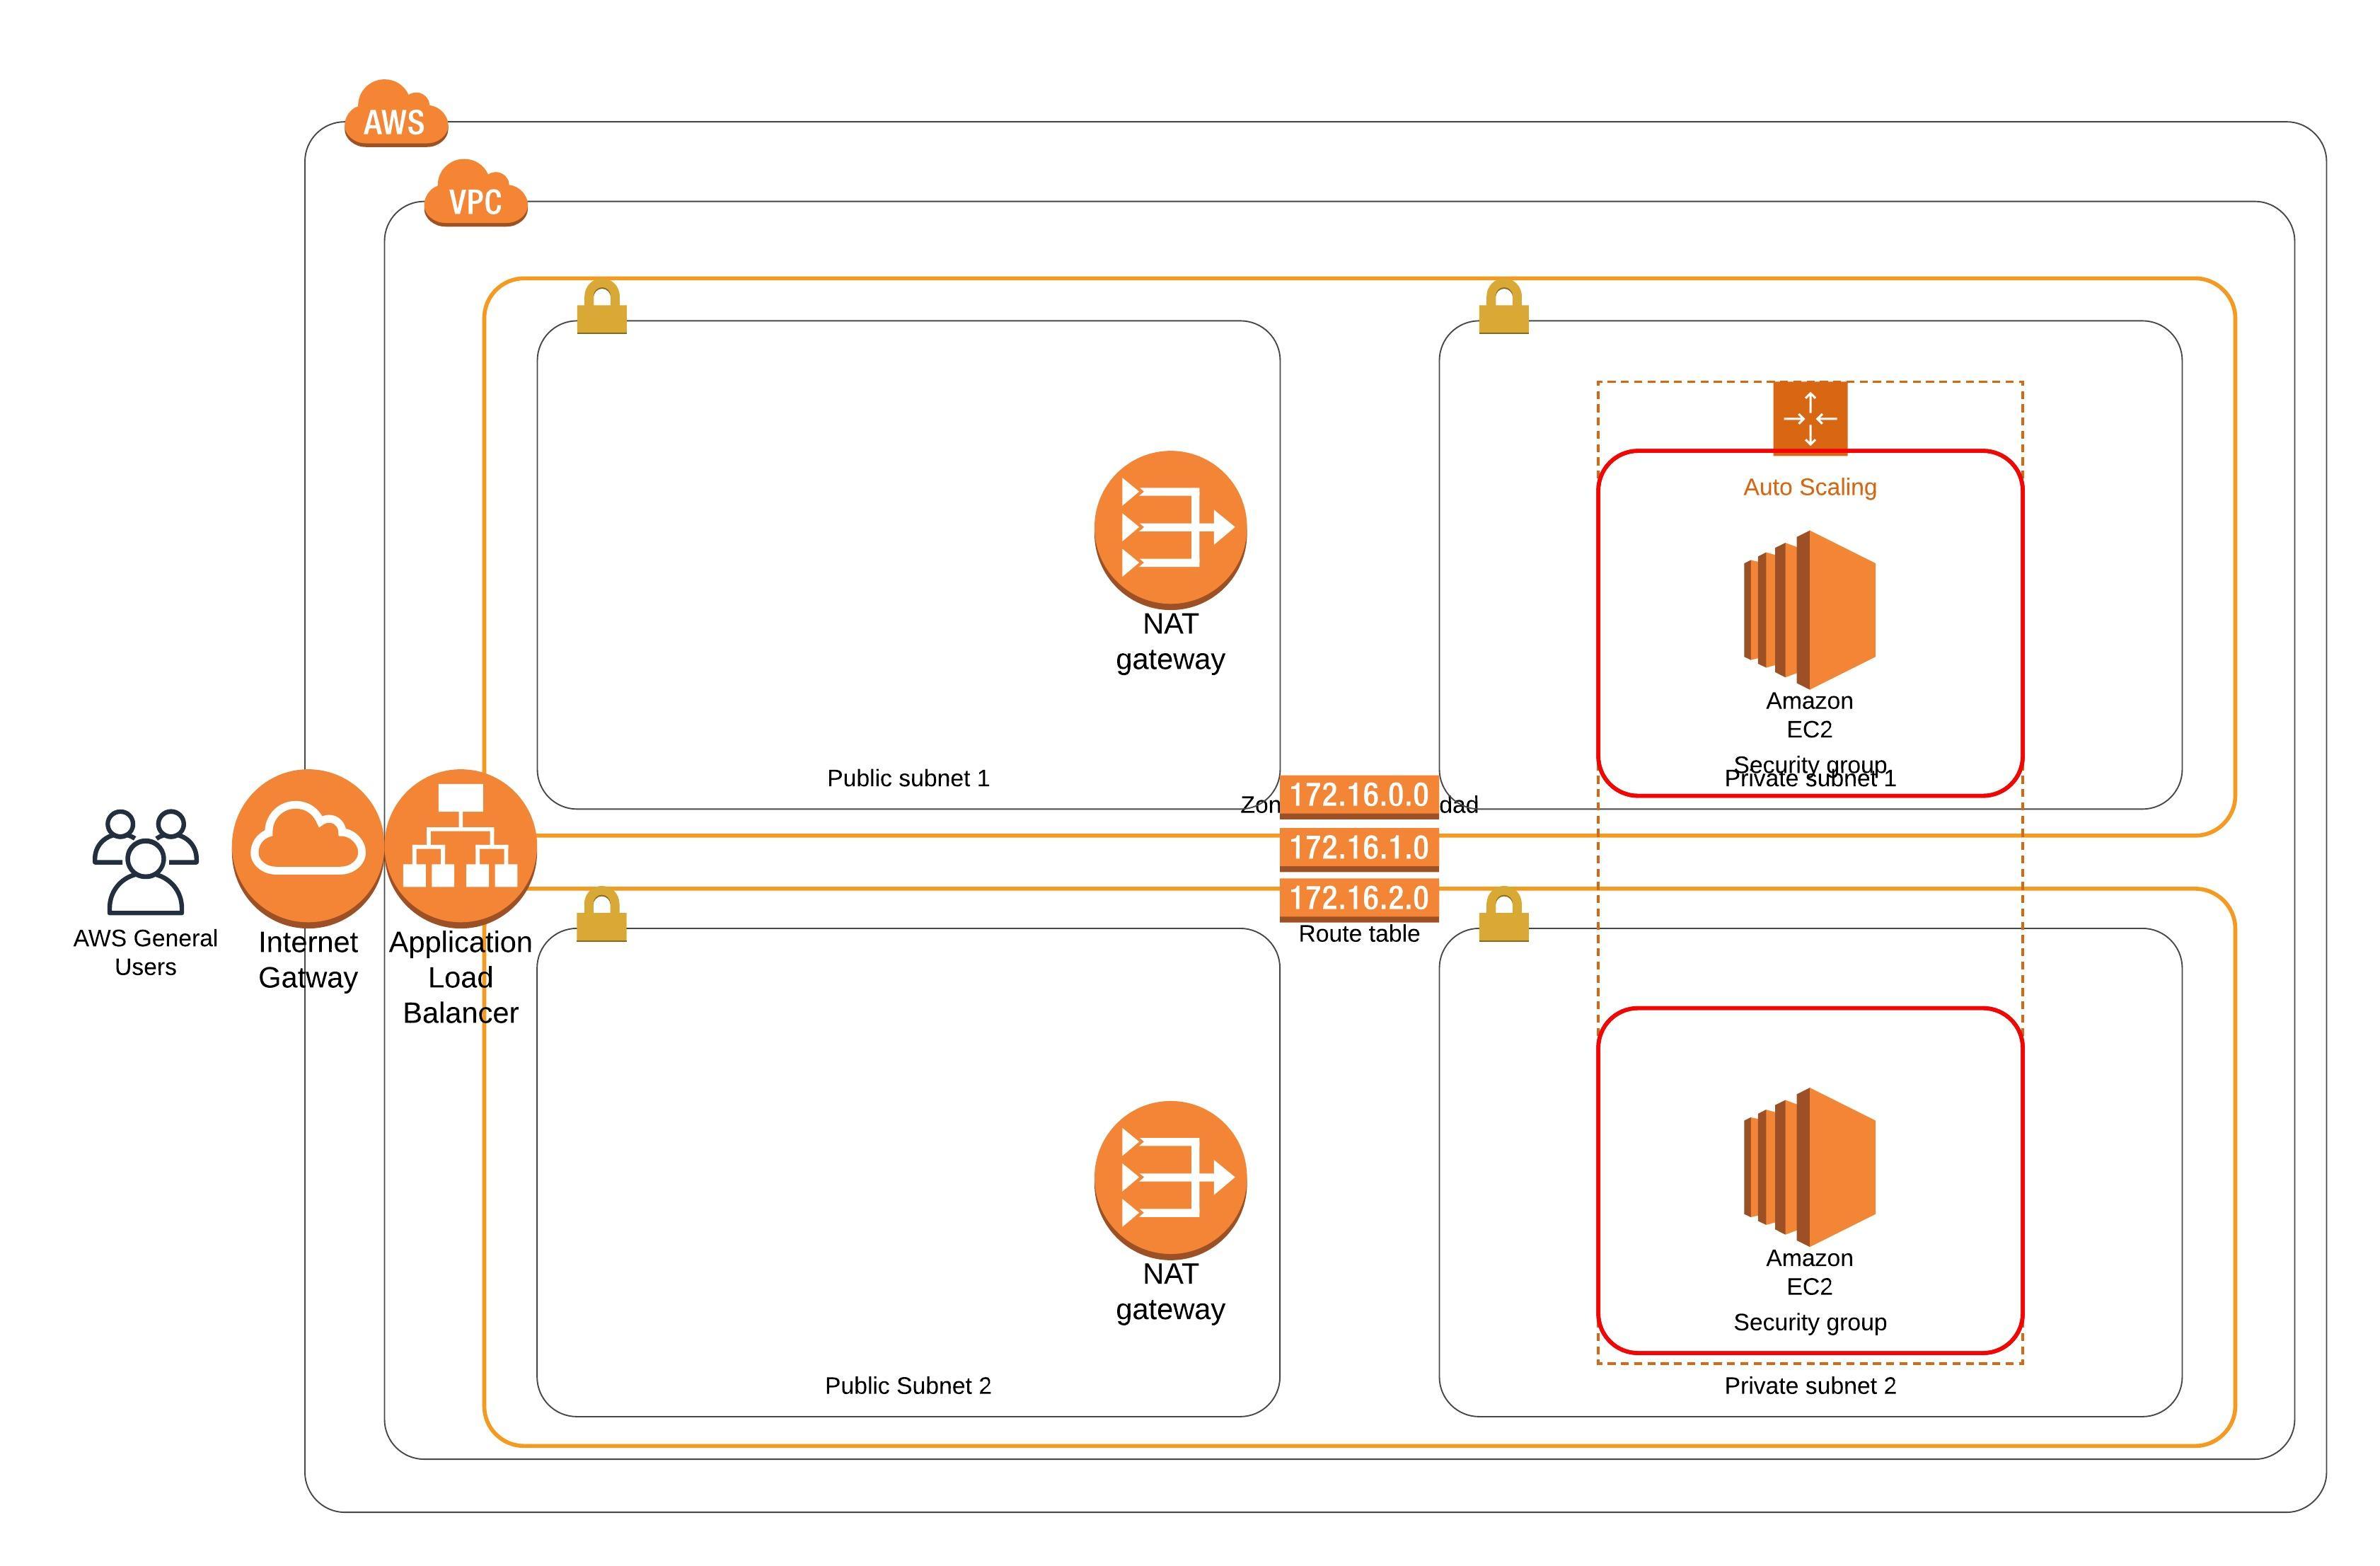 AWS
VPC
NAT
gateway
Auto Scaling
Amazon
EC2
Security group
Public subnet 1
Private subnet 1
172.16.0.0
172.16.1.0
172.16.2.0
Route table
AWS General
Users
Internet
Gatway
Application
Load
Balancer
NAT
gateway
Amazon
EC2
Security group
Public Subnet 2
Private subnet 2